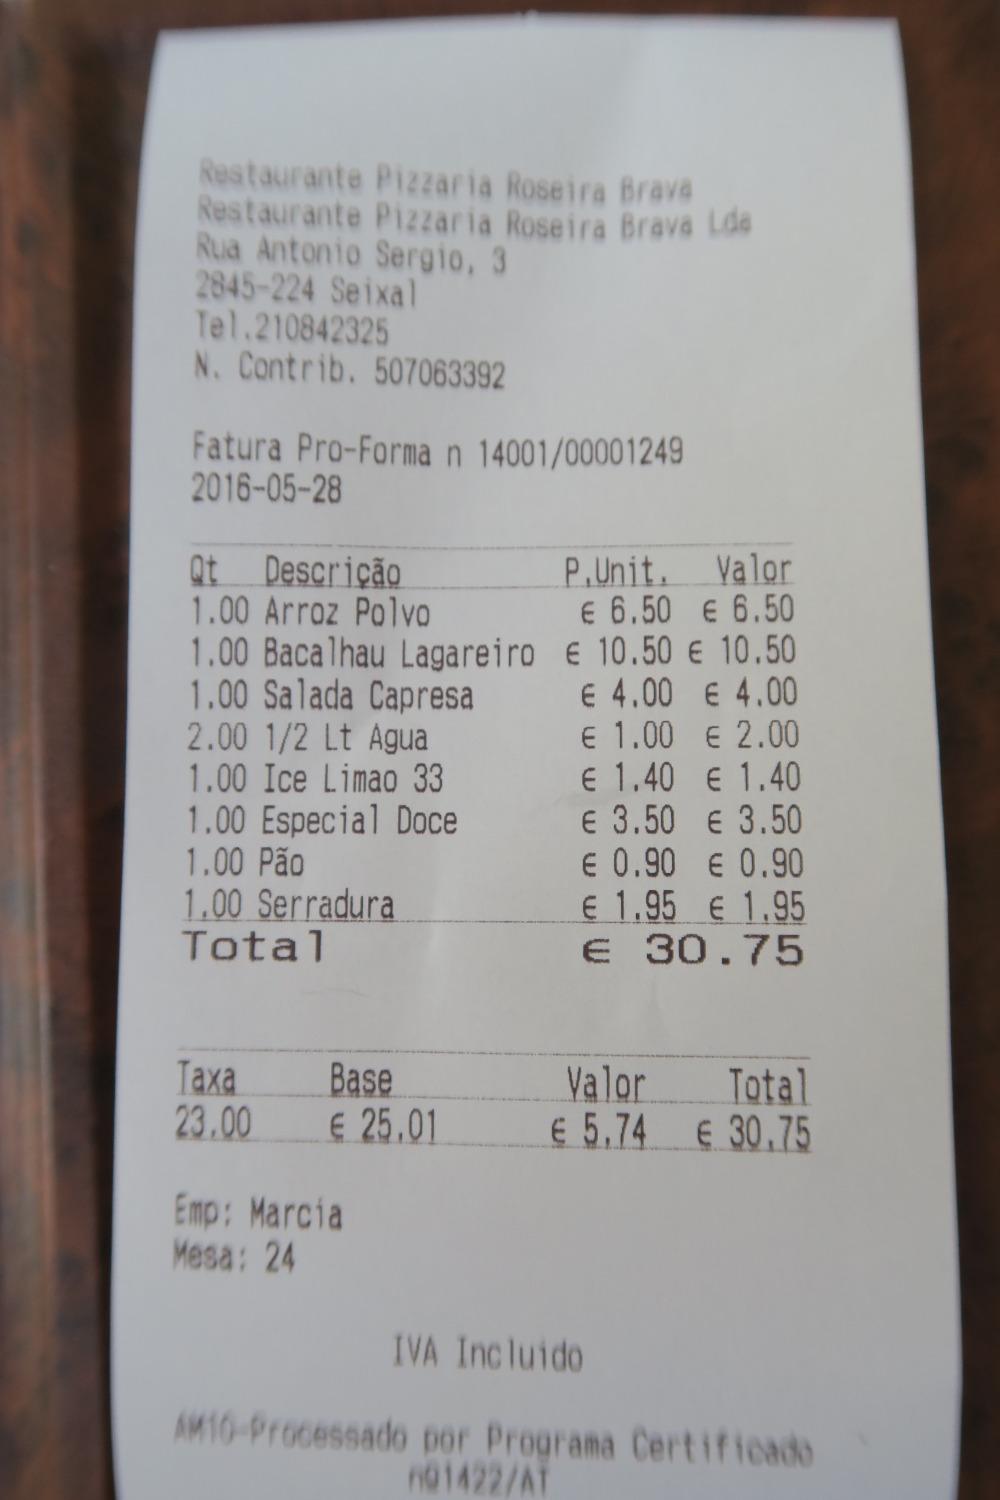 Restaurante Pizzaria Roseira Brava
Restaurante Pizzaria Roseira Brava Lda
Rua Antonio Sergio, 3
2845-224 Seixal
Tel.210842325
N. Contrib. 507063392
Fatura Pro-Forma n 14001/00001249
2016-05-28
Qt Descrição P.Unit. Valor
1.00 Arroz Polvo € 6.50 € 6.50
1.00 Bacalhau Lagareiro € 10.50 € 10.50
1.00 Salada Capresa € 4.00 € 4.00
2.00 1/2 Lt Agua € 1.00 € 2.00
1.00 Ice Limao 33 € 1.40 € 1.40
1.00 Especial Doce € 3.50 € 3.50
1.00 Pão € 0.90 € 0.90
1.00 Serradura € 1.95 € 1.95
Total € 30.75
Taxa Base Valor Total
23.00 € 25.01 € 5.74 € 30.75
Emp: Marcia
Mesa: 24
IVA Incluido
AM1O-Processado por Programa Certificado
nº1422/AT